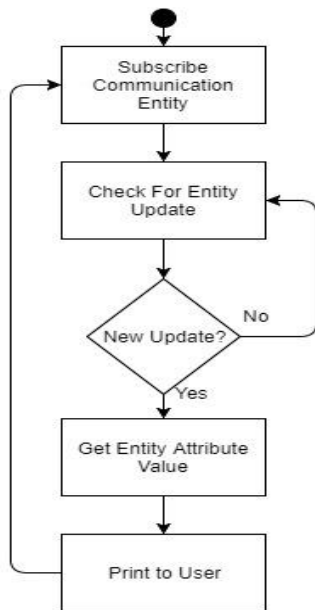 Subscribe
Communication
Entity
Check For Entity
Update
New Update?
No
Yes
Get Entity Attribute
Value
Print to User